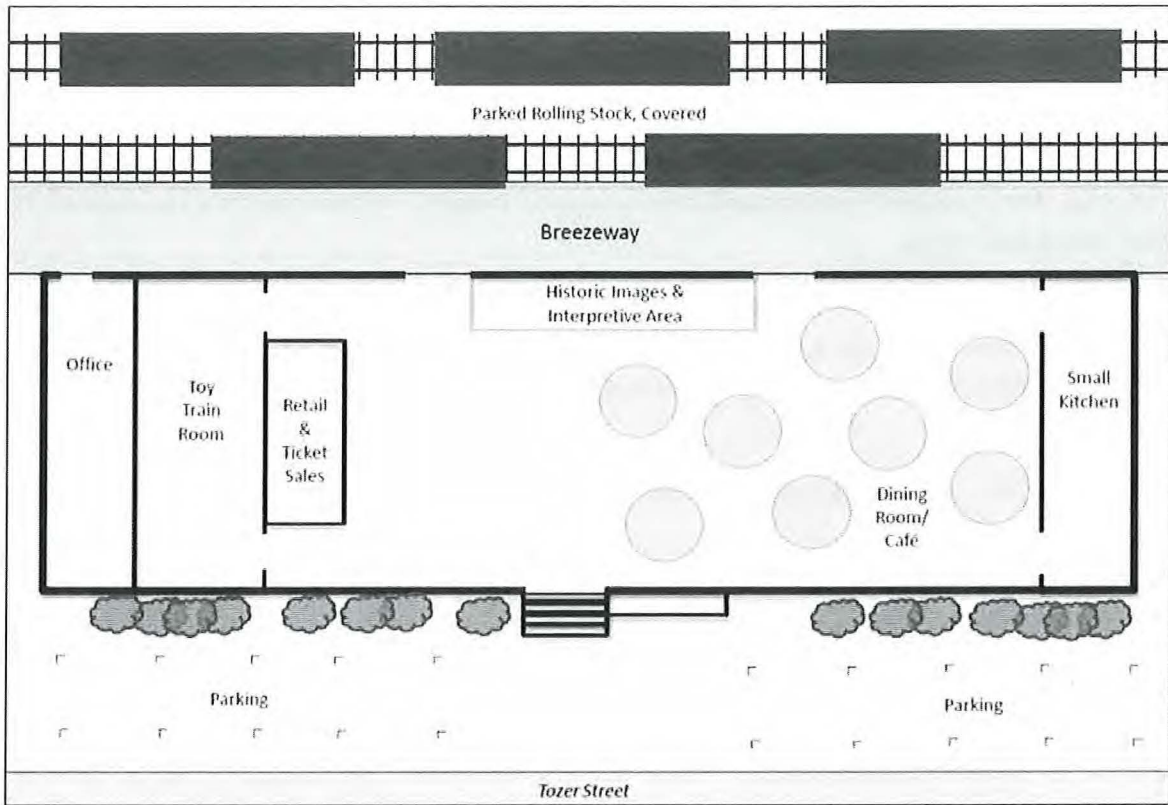 Parked Rolling Stock, Covered
Breezeway
Historic Images &
Interpretive Area
Office
Toy
Train
Room
Retail
&
Ticket
Sales
Small
Kitchen
Dining
Room/
Café
Parking
Parking
Tozer Street